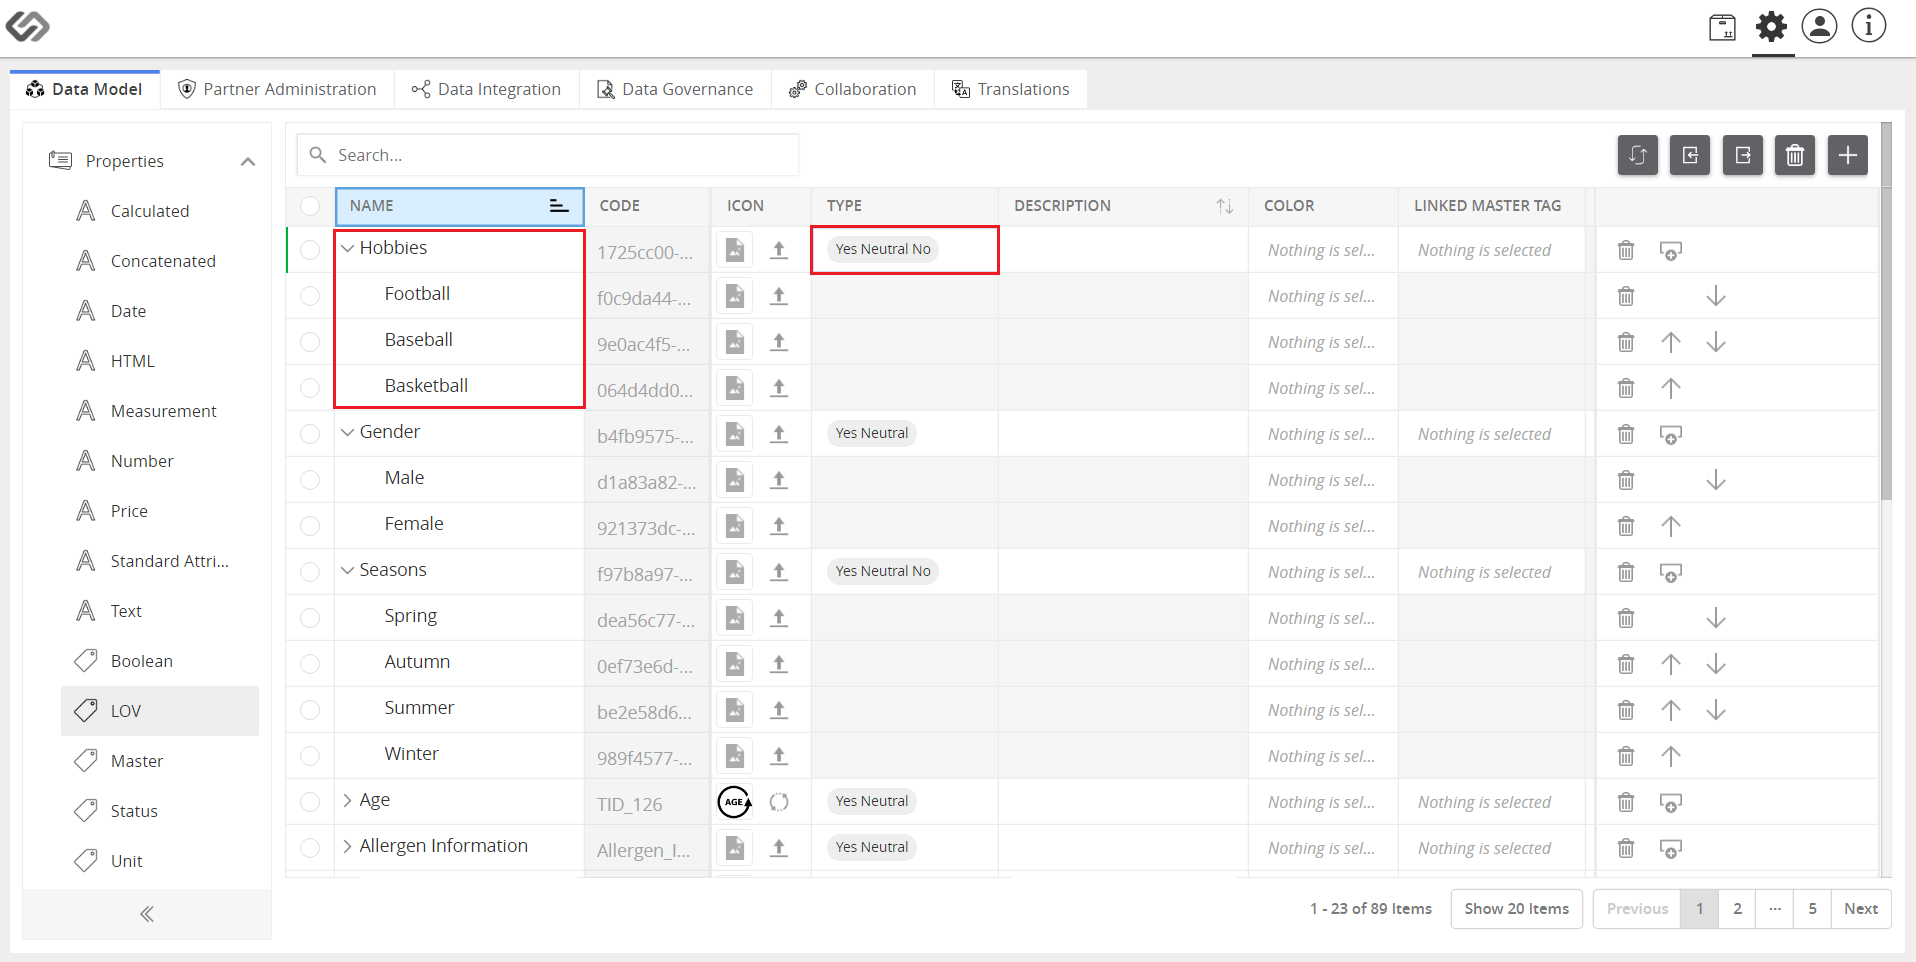 Data Model Partner Administration Data Integration Data Governance Collaboration Translations
Properties
Calculated
Concatenated
Date
HTML
Measurement
Number
Price
Standard Attri...
Text
Boolean
LOV
Master
Status
Unit
Search...
NAME CODE ICON TYPE DESCRIPTION COLOR LINKED MASTER TAG
Hobbies 1725cc00-... Yes Neutral No Nothing is sel... Nothing is selected
Football f0c9da44-... Nothing is sel...
Baseball 9e0ac4f5-... Nothing is sel...
Basketball 064d4dd0... Nothing is sel...
Gender b4fb9575-... Yes Neutral Nothing is sel... Nothing is selected
Male d1a83a82-... Nothing is sel...
Female 921373dc-... Nothing is sel...
Seasons f97b8a97-... Yes Neutral No Nothing is sel... Nothing is selected
Spring dea56c77-... Nothing is sel...
Autumn 0ef73e6d-... Nothing is sel...
Summer be2e58d6... Nothing is sel...
Winter 989f4577-... Nothing is sel...
Age TID_126 AGE Yes Neutral Nothing is sel... Nothing is selected
Allergen Information Allergen_I... Yes Neutral Nothing is sel... Nothing is selected
1 - 23 of 89 Items Show 20 Items Previous 1 2 ... 5 Next